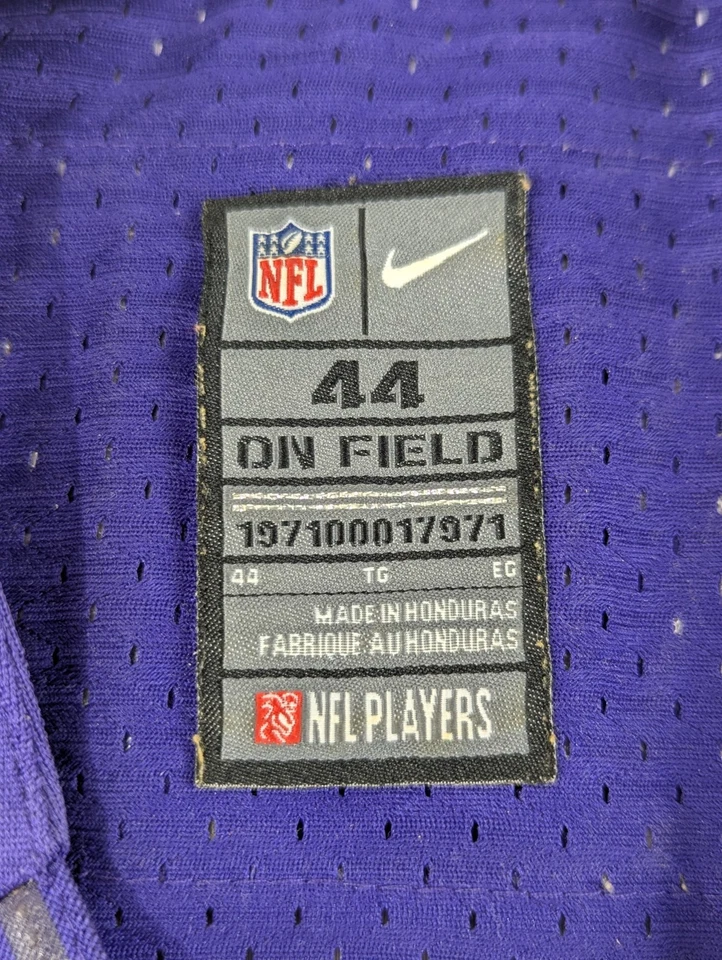 NFL
44
ON FIELD
197100017971
44 TG EG
MADE IN HONDURAS
FABRIQUE AU HONDURAS
NFL PLAYERS